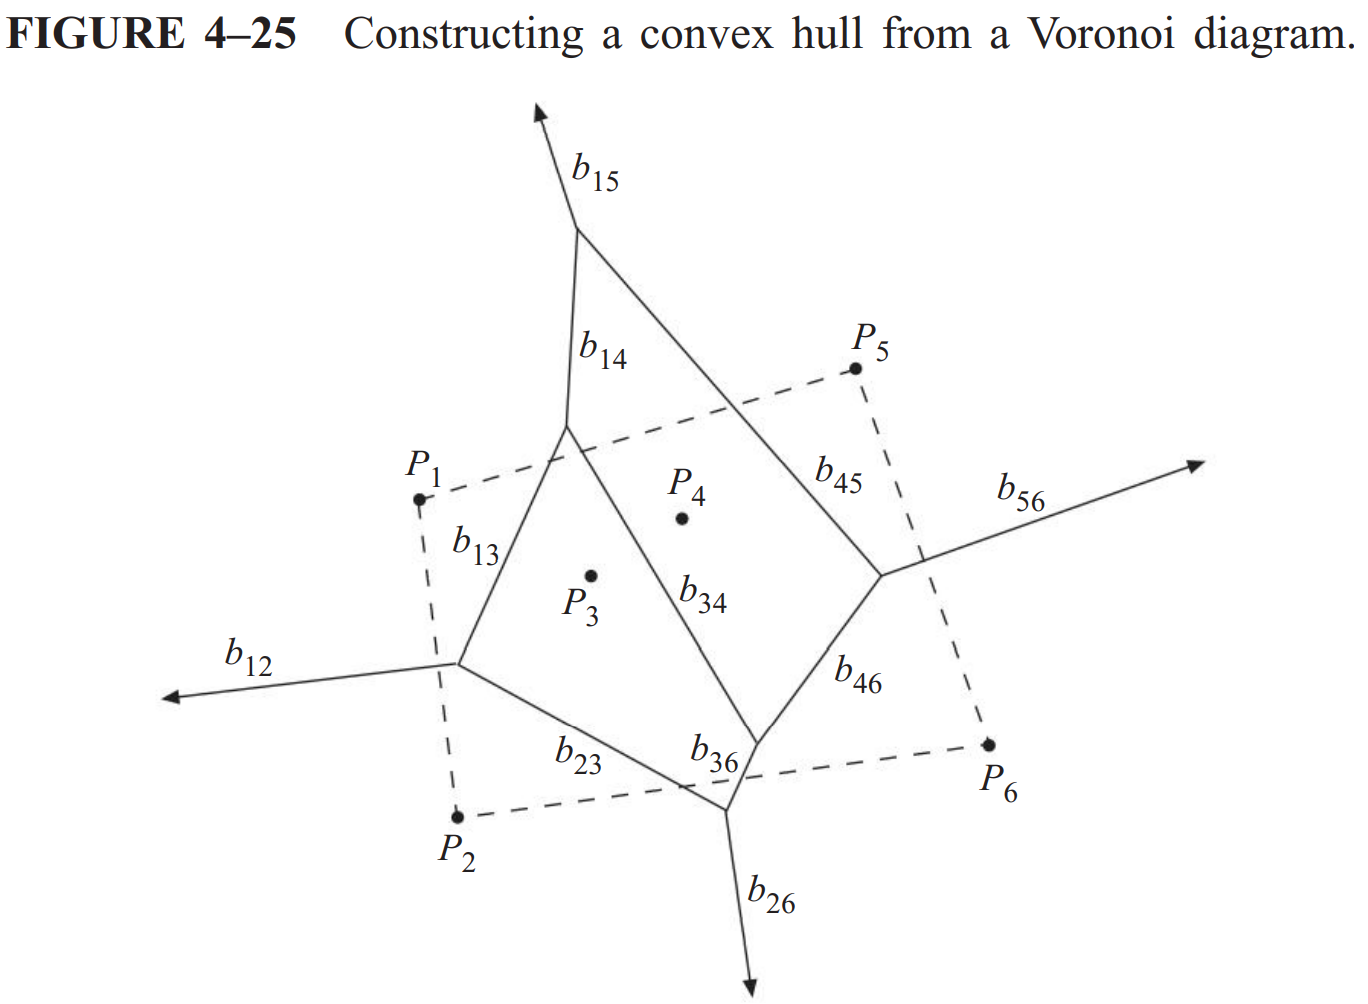 FIGURE 4–25 Constructing a convex hull from a Voronoi diagram.
b15
b14
P5
P1
P4
b45
b56
b13
P3
b34
b12
b46
b23
b36
P6
P2
b26